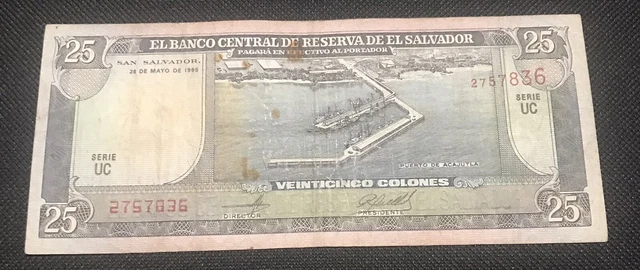 25
25
EL BANCO CENTRAL DE RESERVA DE EL SALVADOR
PAGARÁ EN EFECTIVO AL PORTADOR
SAN SALVADOR,
26 DE MAYO DE 1995
2757836
SERIE
UC
SERIE
UC
PUERTO DE ACAJUTLA
VEINTICINCO COLONES
2757836
DIRECTOR
PRESIDENTE
25
25